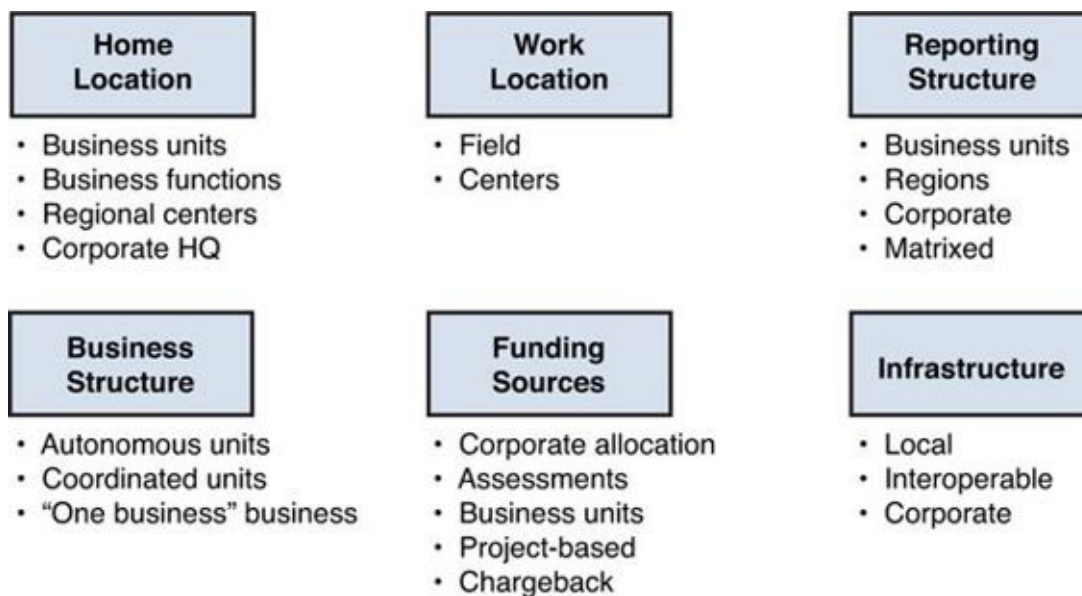 Home
Location
• Business units
• Business functions
• Regional centers
• Corporate HQ
Work
Location
• Field
• Centers
Reporting
Structure
• Business units
• Regions
• Corporate
• Matrixed
Business
Structure
• Autonomous units
• Coordinated units
• “One business” business
Funding
Sources
• Corporate allocation
• Assessments
• Business units
• Project-based
• Chargeback
Infrastructure
• Local
• Interoperable
• Corporate